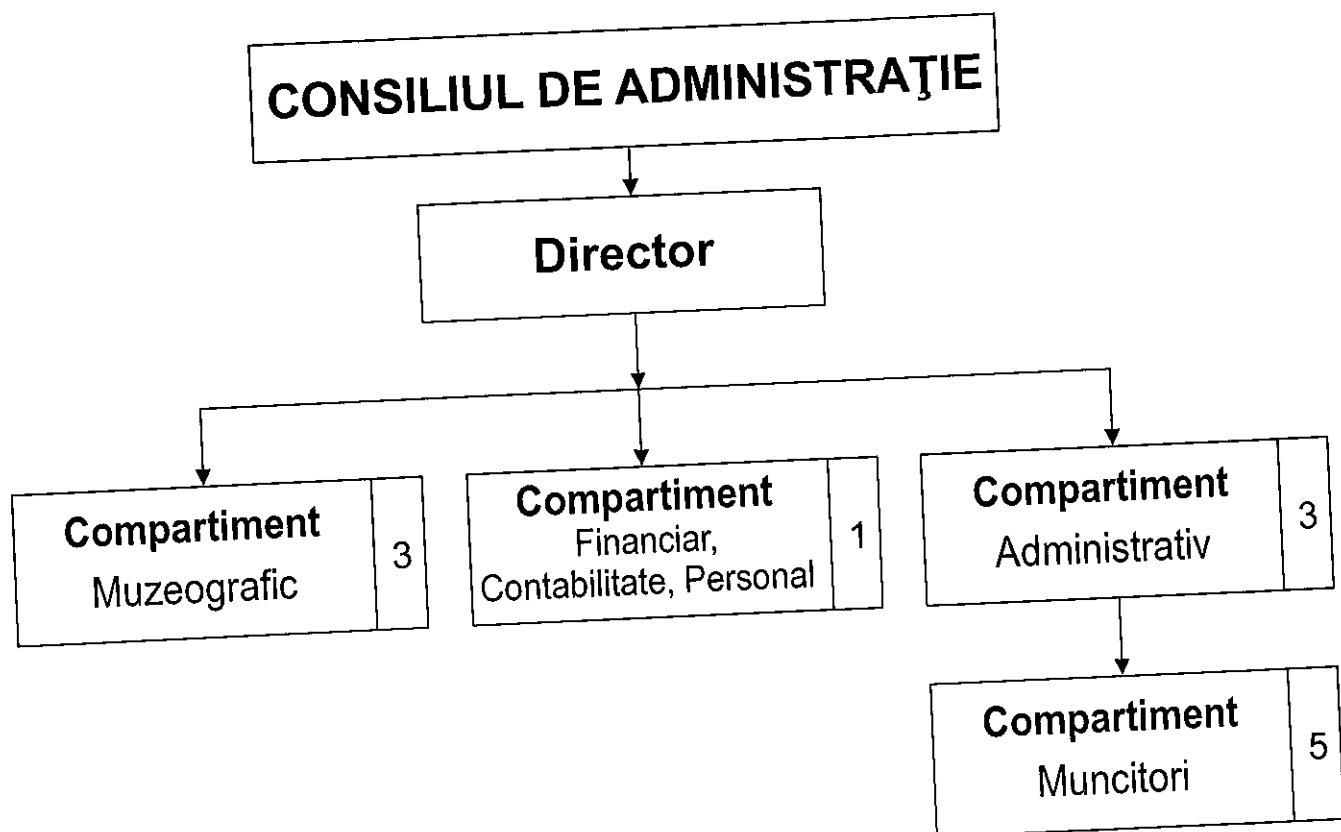 CONSILIUL DE ADMINISTRAŢIE
Director
Compartiment
Muzeografic
3
Compartiment
Financiar,
Contabilitate, Personal
1
Compartiment
Administrativ
3
Compartiment
Muncitori
5